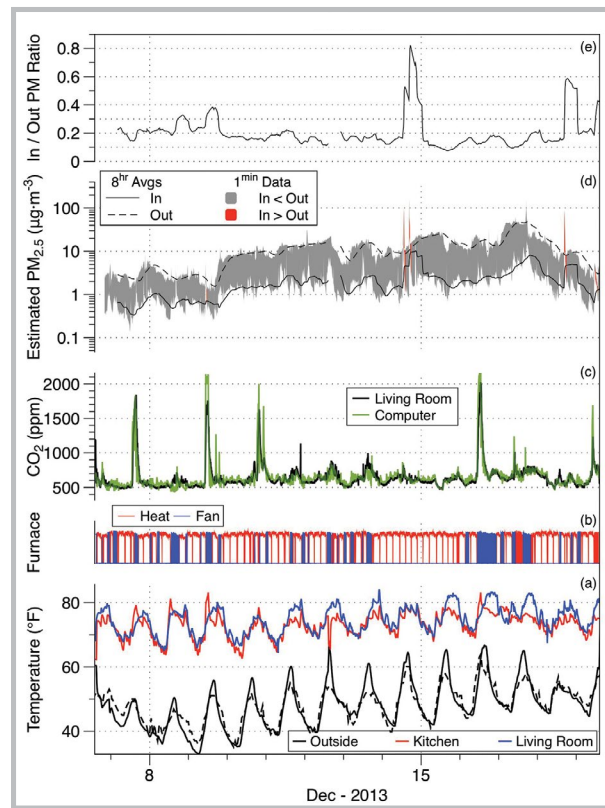 (e)
In / Out PM Ratio
0.8
0.6
0.4
0.2
0
8hr Avgs
In
Out
1min Data
In < Out
In > Out
(d)
Estimated PM2.5 (µg·m-3)
100
10
1
0.1
(c)
CO2 (ppm)
2000
1500
1000
500
Living Room
Computer
(b)
Furnace
Heat
Fan
(a)
Temperature (°F)
80
60
40
Outside
Kitchen
Living Room
8
15
Dec - 2013